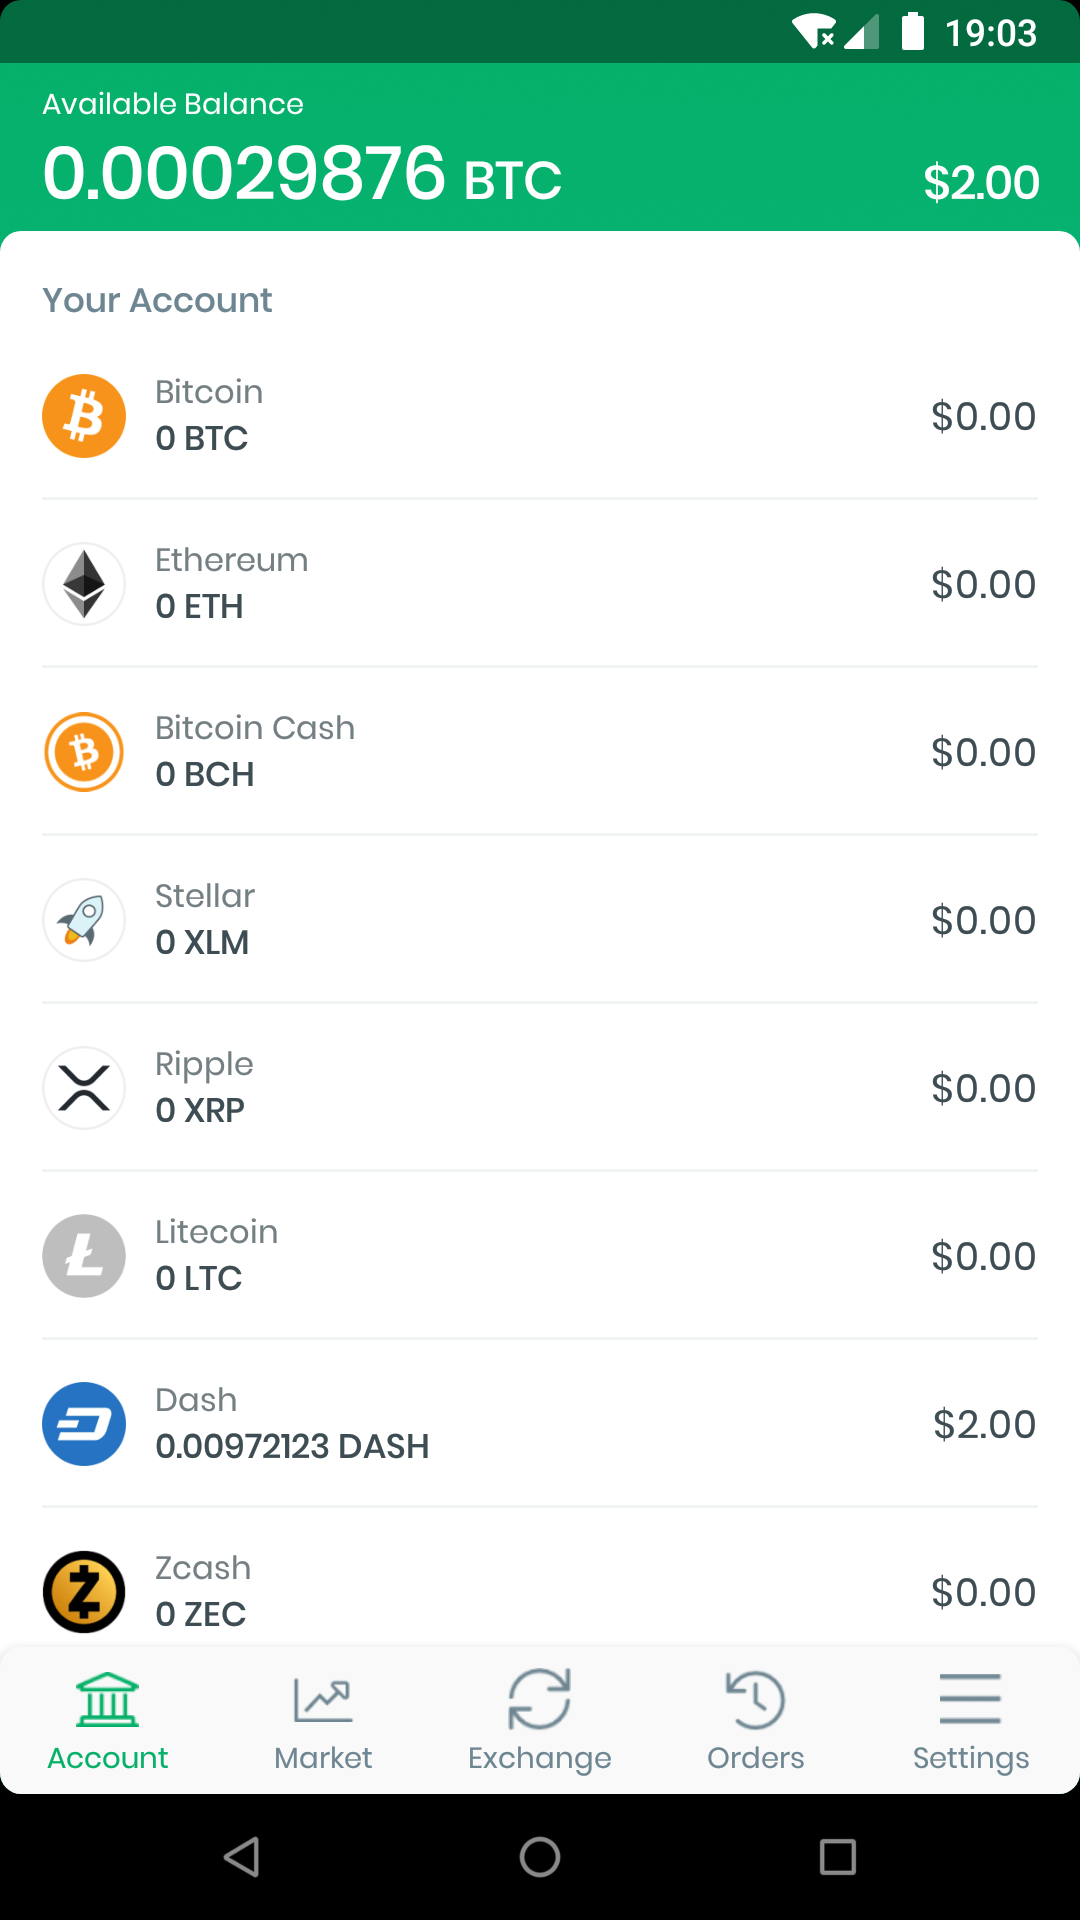 19:03
Available Balance
0.00029876 BTC
$2.00
Your Account
Bitcoin
0 BTC
$0.00
Ethereum
0 ETH
$0.00
Bitcoin Cash
0 BCH
$0.00
Stellar
0 XLM
$0.00
Ripple
0 XRP
$0.00
Litecoin
0 LTC
$0.00
Dash
0.00972123 DASH
$2.00
Zcash
0 ZEC
$0.00
Account
Market
Exchange
Orders
Settings